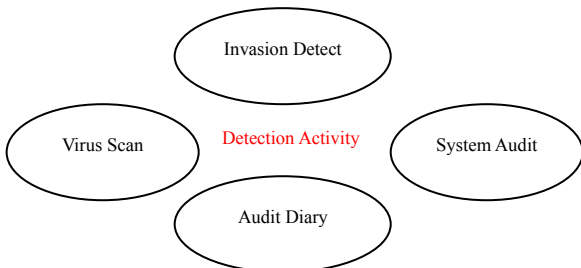 Invasion Detect
Virus Scan
Detection Activity
System Audit
Audit Diary